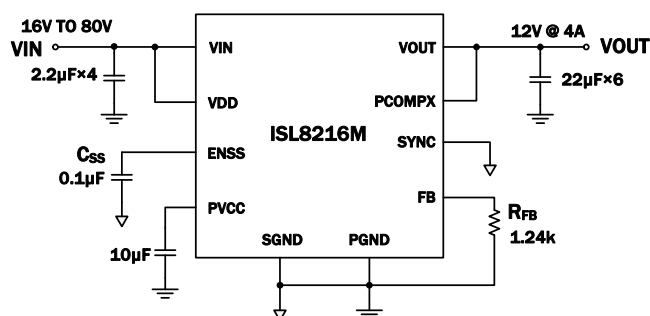 16V TO 80V
VIN
2.2µF×4
VIN
VDD
ENSS
PVCC
CSS
0.1µF
10µF
ISL8216M
SGND
PGND
VOUT
PCOMPX
SYNC
FB
12V @ 4A
VOUT
22µF×6
RFB
1.24k